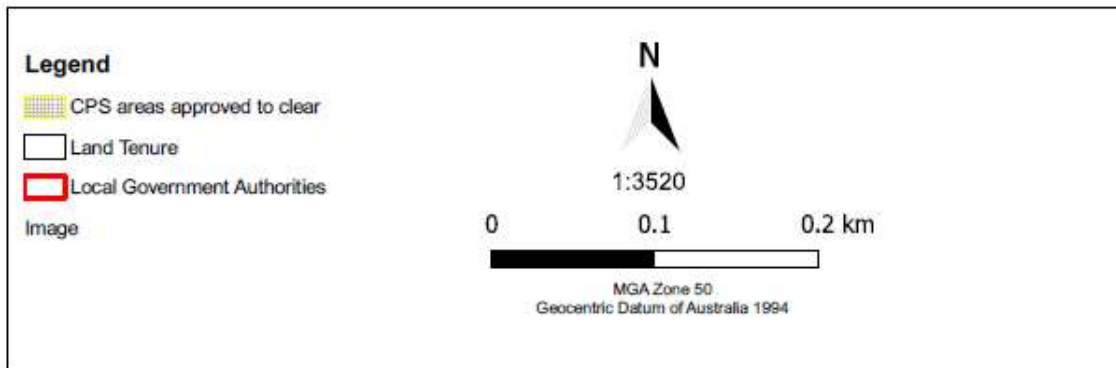 Legend
CPS areas approved to clear
Land Tenure
Local Government Authorities
Image
N
1:3520
0 0.1 0.2 km
MGA Zone 50
Geocentric Datum of Australia 1994